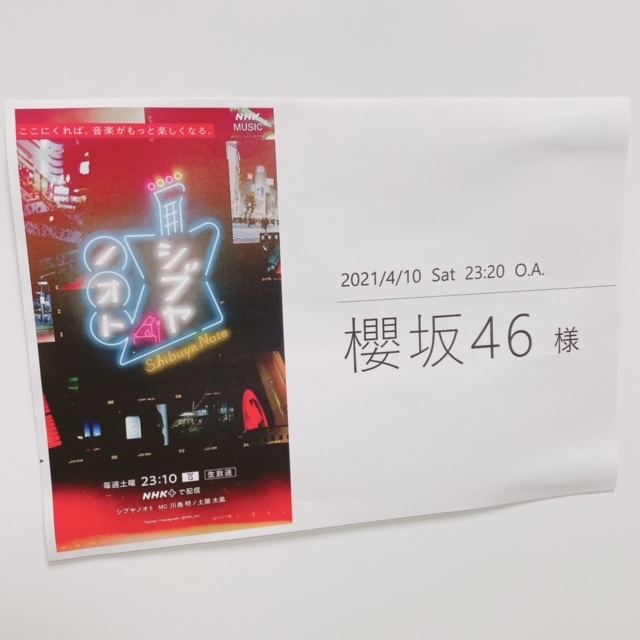 ここにくれば、音楽がもっと楽しくなる。
NHK
MUSIC
シブヤ
ノオト
Shibuya Note
毎週土曜 23:10 G 生放送
NHK+で配信
シブヤノオト MC 川島 明／土屋 太鳳
2021/4/10 Sat 23:20 O.A.
櫻坂46 様